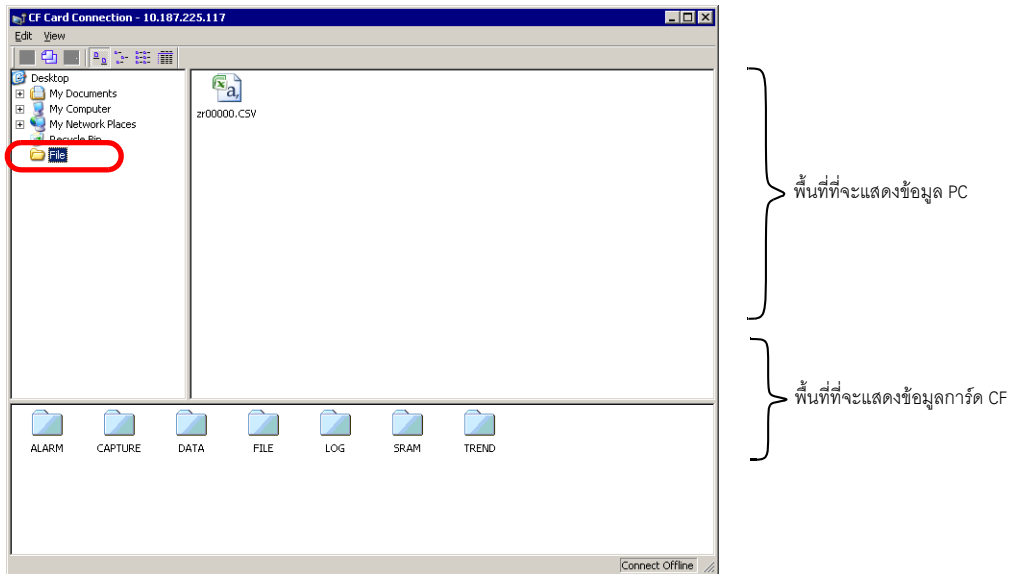 CF Card Connection - 10.187.225.117
Edit View
Desktop
My Documents
My Computer
My Network Places
Recycle Bin
File
zr00000.CSV
พื้นที่ที่จะแสดงข้อมูล PC
พื้นที่ที่จะแสดงข้อมูลการ์ด CF
ALARM CAPTURE DATA FILE LOG SRAM TREND
Connect Offline